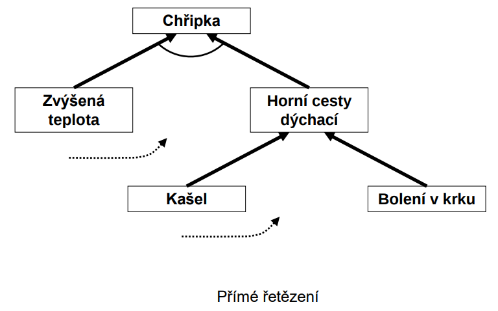 Chřipka
Zvýšená
teplota
Horní cesty
dýchací
Kašel
Bolení v krku
Přímé řetězení